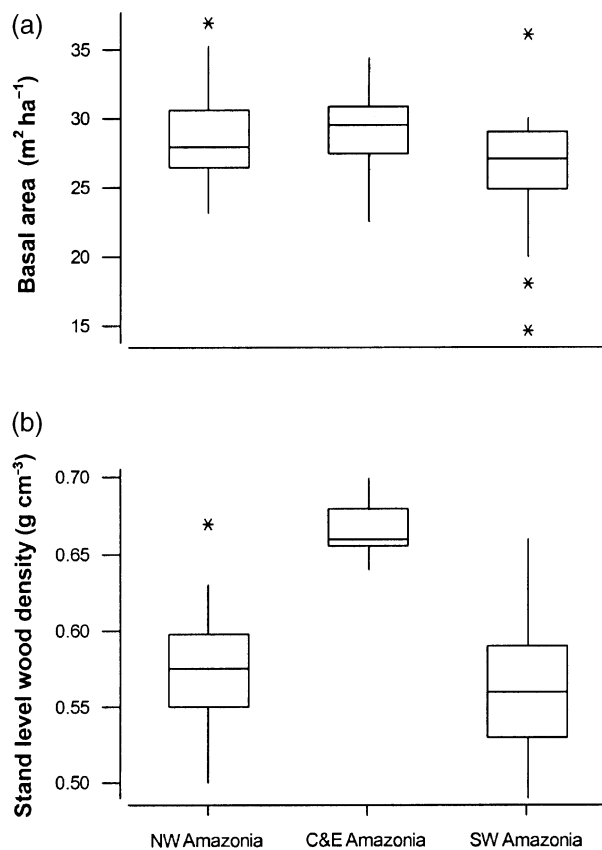 (a)
Basal area (m² ha⁻¹)
35
30
25
20
15
(b)
Stand level wood density (g cm⁻³)
0.70
0.65
0.60
0.55
0.50
NW Amazonia C&E Amazonia SW Amazonia